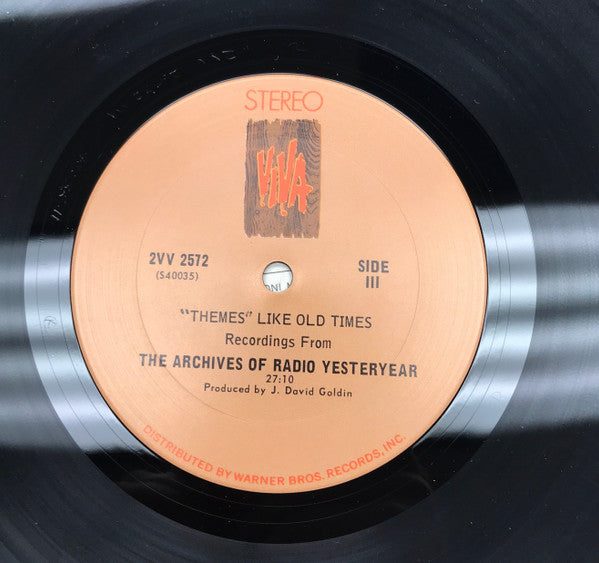 STEREO
VIVA
2VV 2572
(S40035)
SIDE
III
"THEMES" LIKE OLD TIMES
Recordings From
THE ARCHIVES OF RADIO YESTERYEAR
27:10
Produced by J. David Goldin
DISTRIBUTED BY WARNER BROS. RECORDS, INC.